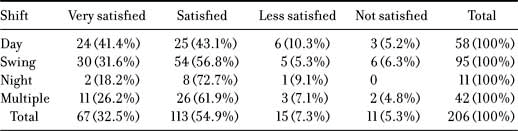 Shift Very satisfied Satisfied Less satisfied Not satisfied Total
Day 24 (41.4%) 25 (43.1%) 6 (10.3%) 3 (5.2%) 58 (100%)
Swing 30 (31.6%) 54 (56.8%) 5 (5.3%) 6 (6.3%) 95 (100%)
Night 2 (18.2%) 8 (72.7%) 1 (9.1%) 0 11 (100%)
Multiple 11 (26.2%) 26 (61.9%) 3 (7.1%) 2 (4.8%) 42 (100%)
Total 67 (32.5%) 113 (54.9%) 15 (7.3%) 11 (5.3%) 206 (100%)